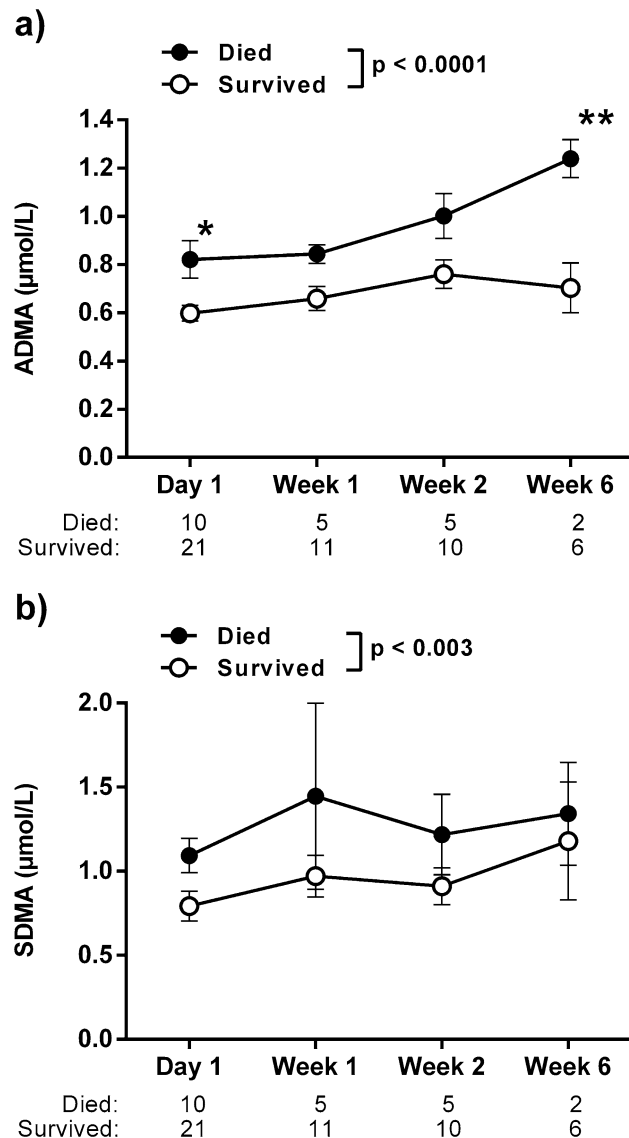 a)
Died
Survived
p < 0.0001
ADMA (µmol/L)
1.4
1.2
1.0
0.8
0.6
0.4
0.2
0.0
*
**
Day 1 Week 1 Week 2 Week 6
Died: 10 5 5 2
Survived: 21 11 10 6
b)
Died
Survived
p < 0.003
SDMA (µmol/L)
2.0
1.5
1.0
0.5
0.0
Day 1 Week 1 Week 2 Week 6
Died: 10 5 5 2
Survived: 21 11 10 6